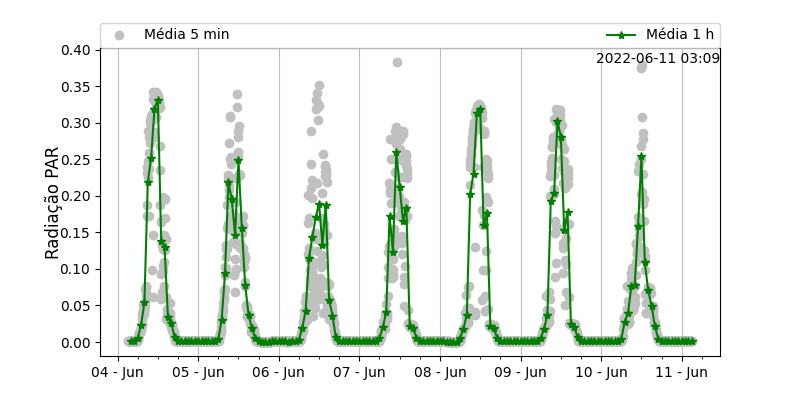 Média 5 min
Média 1 h
2022-06-11 03:09
0.40
0.35
0.30
0.25
0.20
0.15
0.10
0.05
0.00
Radiação PAR
04 - Jun
05 - Jun
06 - Jun
07 - Jun
08 - Jun
09 - Jun
10 - Jun
11 - Jun